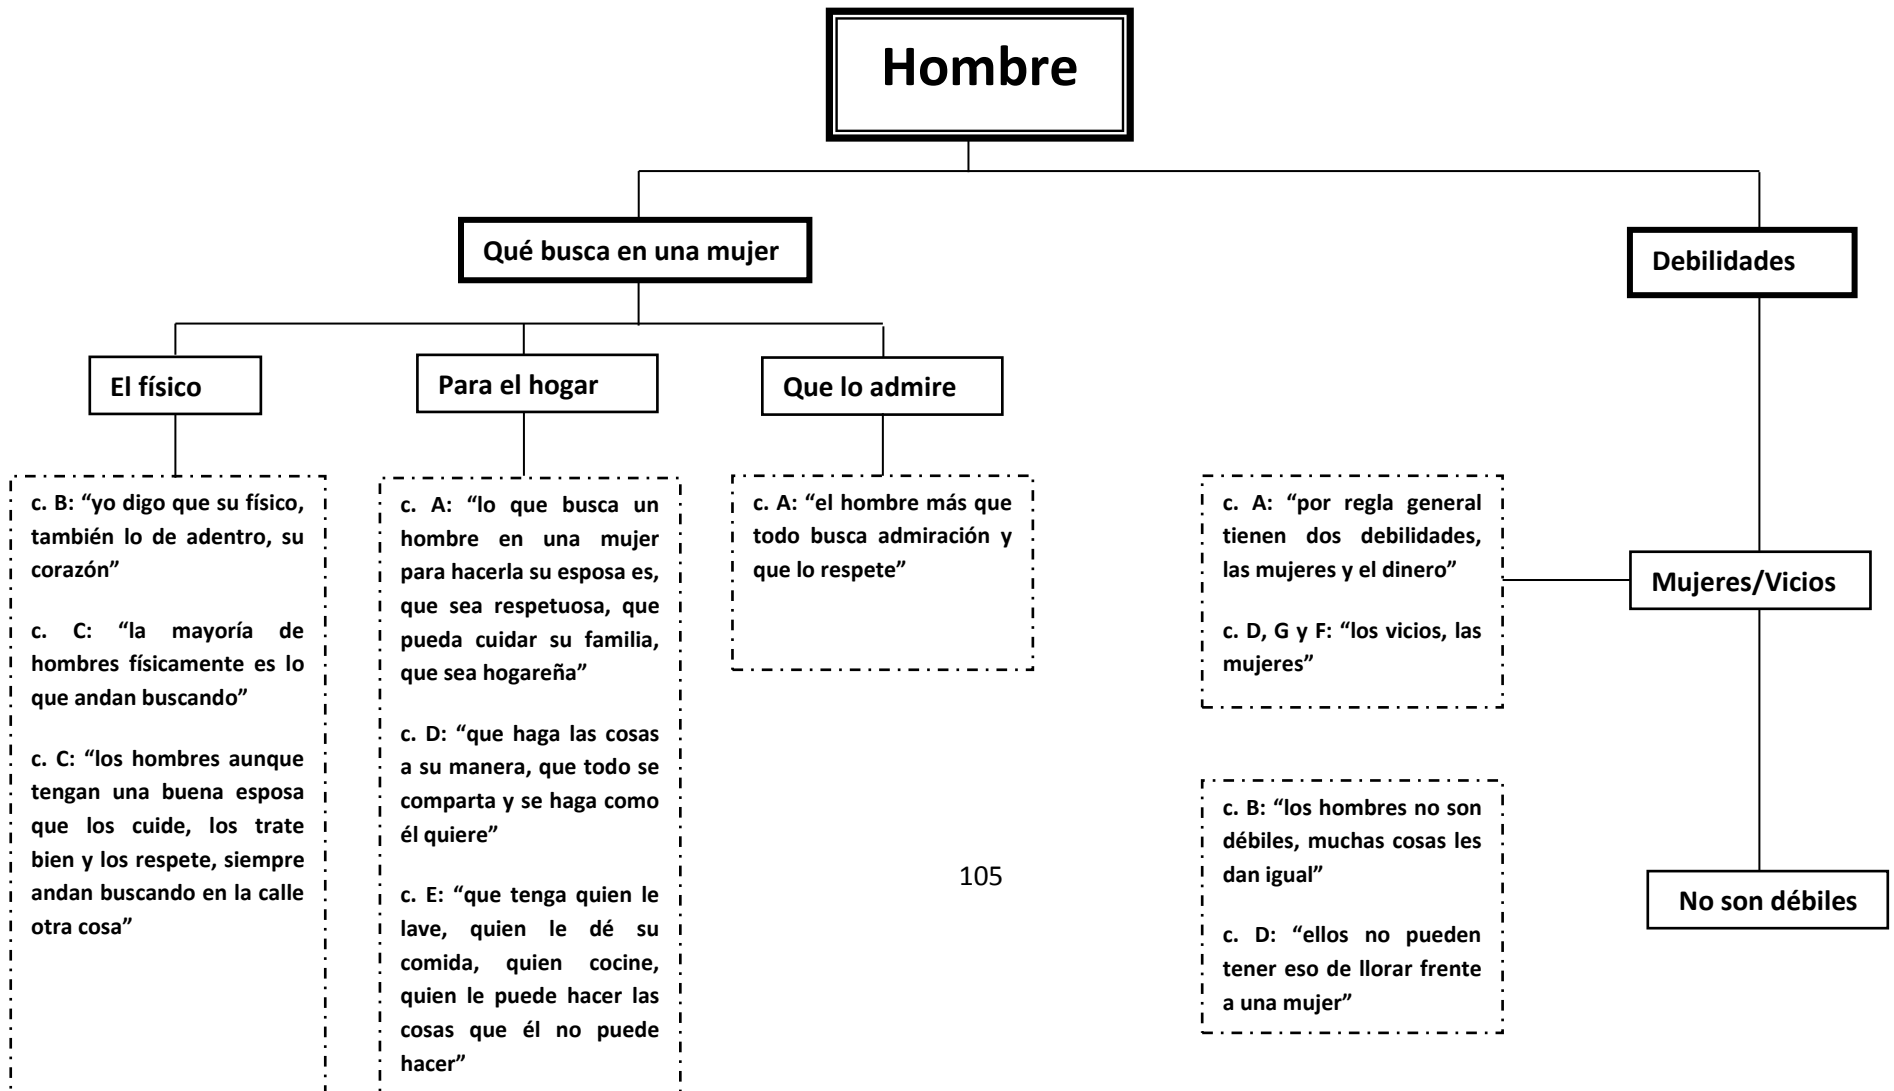 Hombre
Qué busca en una mujer
Debilidades
El físico
Para el hogar
Que lo admire
c. B: “yo digo que su físico,
también lo de adentro, su
corazón”
c. C: “la mayoría de
hombres físicamente es lo
que andan buscando”
c. C: “los hombres aunque
tengan una buena esposa
que los cuide, los trate
bien y los respete, siempre
andan buscando en la calle
otra cosa”
c. A: “lo que busca un
hombre en una mujer
para hacerla su esposa es,
que sea respetuosa, que
pueda cuidar su familia,
que sea hogareña”
c. D: “que haga las cosas
a su manera, que todo se
comparta y se haga como
él quiere”
c. E: “que tenga quien le
lave, quien le dé su
comida, quien cocine,
quien le puede hacer las
cosas que él no puede
hacer”
c. A: “el hombre más que
todo busca admiración y
que lo respete”
c. A: “por regla general
tienen dos debilidades,
las mujeres y el dinero”
c. D, G y F: “los vicios, las
mujeres”
Mujeres/Vicios
c. B: “los hombres no son
débiles, muchas cosas les
dan igual”
c. D: “ellos no pueden
tener eso de llorar frente
a una mujer”
No son débiles
105